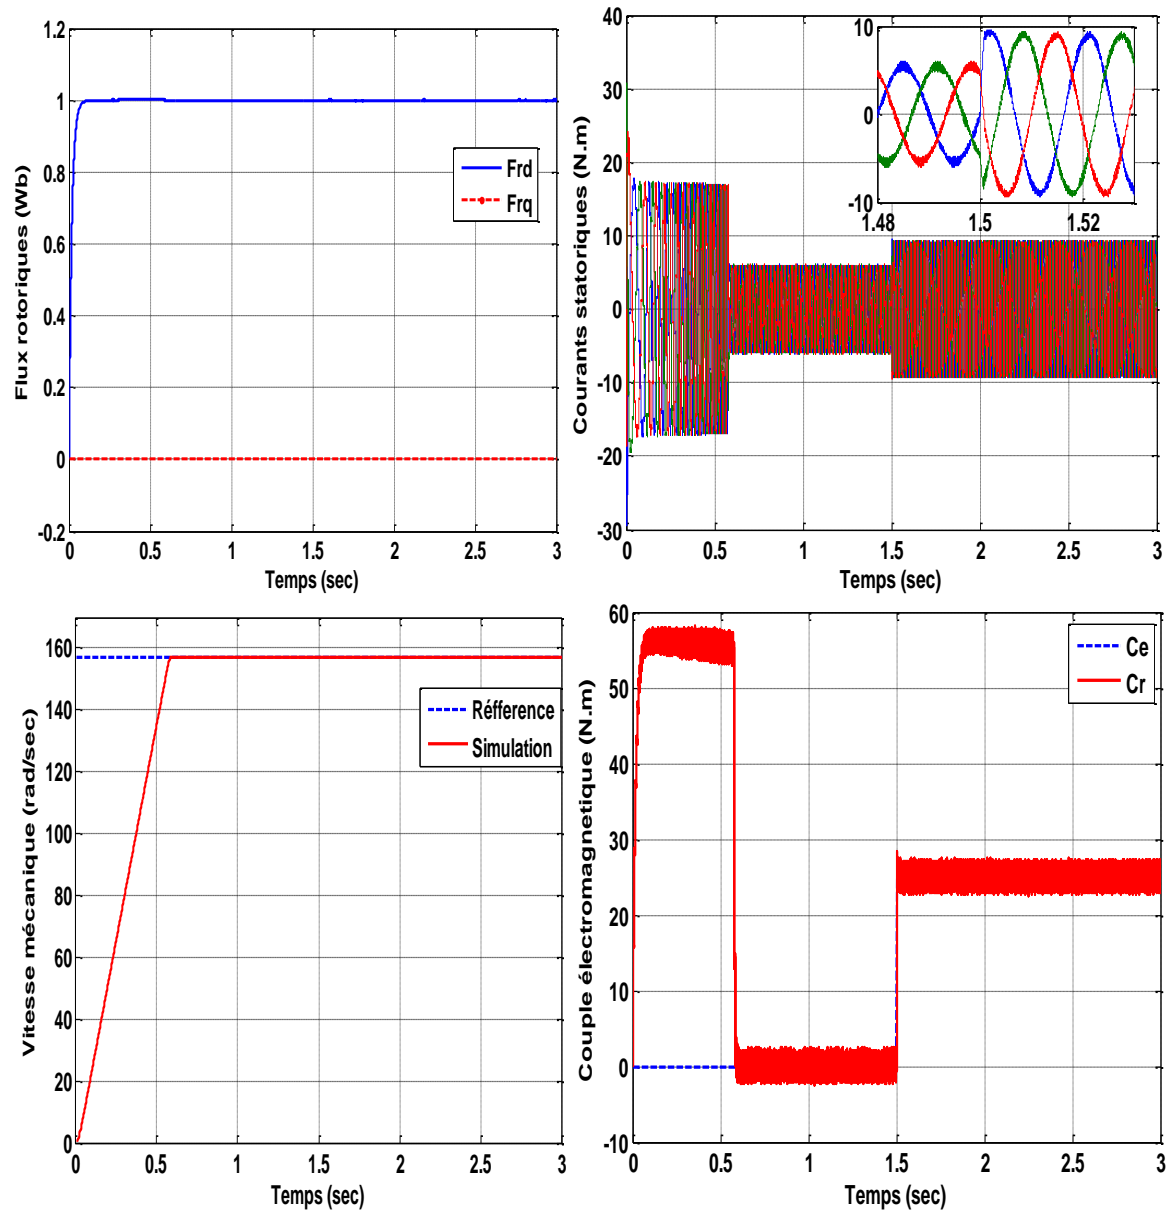 1.2
1
0.8
0.6
0.4
0.2
0
-0.2
Flux rotoriques (Wb)
Frd
Frq
0 0.5 1 1.5 2 2.5 3
Temps (sec)
40
30
20
10
0
-10
-20
-30
Courants statoriques (N.m)
10
0
-10
1.48 1.5 1.52
0 0.5 1 1.5 2 2.5 3
Temps (sec)
160
140
120
100
80
60
40
20
0
Vitesse mécanique (rad/sec)
Réfference
Simulation
0 0.5 1 1.5 2 2.5 3
Temps (sec)
60
50
40
30
20
10
0
-10
Couple électromagnetique (N.m)
Ce
Cr
0 0.5 1 1.5 2 2.5 3
Temps (sec)